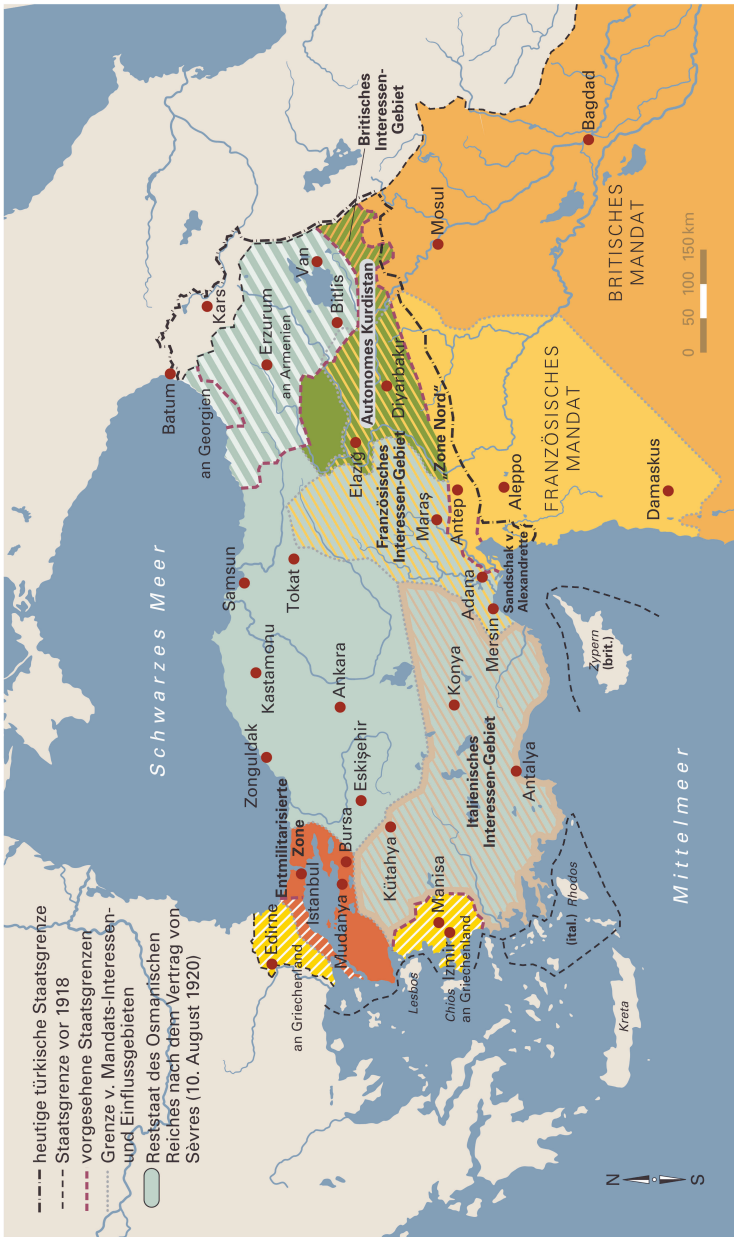 heutige türkische Staatsgrenze
Staatsgrenze vor 1918
vorgesehene Staatsgrenzen
Grenze v. Mandats-Interessen-
und Einflussgebieten
Reststaat des Osmanischen
Reiches nach dem Vertrag von
Sèvres (10. August 1920)
Schwarzes Meer
Batum
Kars
an Georgien
Erzurum
an Armenien
Van
Bitlis
Britisches
Interessen-
Gebiet
Samsun
Tokat
Kastamonu
Zonguldak
Ankara
Eskişehir
Entmilitarisierte
Zone
Istanbul
Bursa
Mudanya
Edirne
an Griechenland
Kütahya
Manisa
Izmir
an Griechenland
Lesbos
Chios
Italienisches
Interessen-Gebiet
Konya
Antalya
Mersin
Adana
Französisches
Interessen-Gebiet
„Zone Nord“
Maraş
Antep
Elaziğ
Autonomes Kurdistan
Diyarbakır
Sandschak v.
Alexandrette
Aleppo
Mosul
Bagdad
BRITISCHES
MANDAT
FRANZÖSISCHES
MANDAT
Damaskus
Zypern
(brit.)
Rhodos
(ital.)
Kreta
Mittelmeer
N
S
0 50 100 150 km